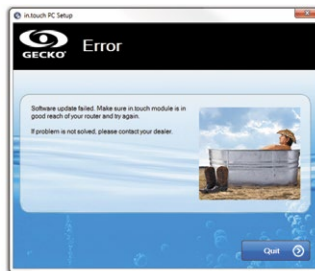 in.touch PC Setup
GECKO
Error
Software update failed. Make sure in.touch module is in
good reach of your router and try again.
If problem is not solved, please contact your dealer.
Quit